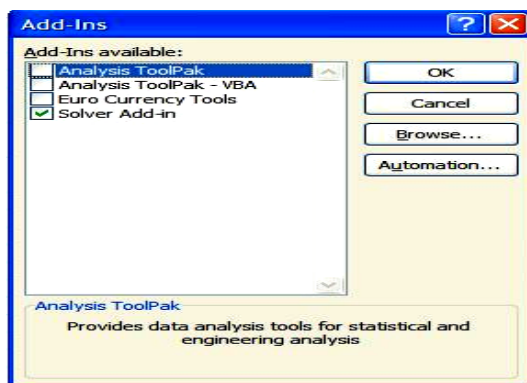 Add-Ins
Add-Ins available:
Analysis ToolPak
Analysis ToolPak - VBA
Euro Currency Tools
Solver Add-in
OK
Cancel
Browse...
Automation...
Analysis ToolPak
Provides data analysis tools for statistical and
engineering analysis